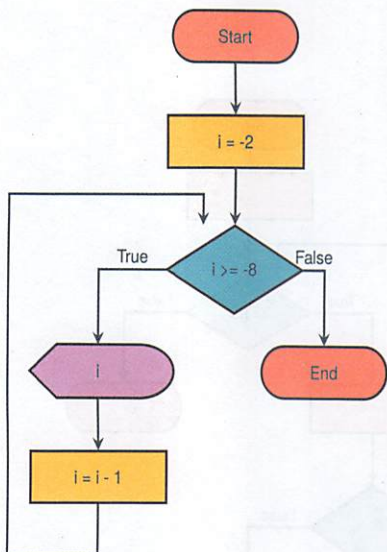 Start
i = -2
i >= -8
True
False
i
End
i = i - 1